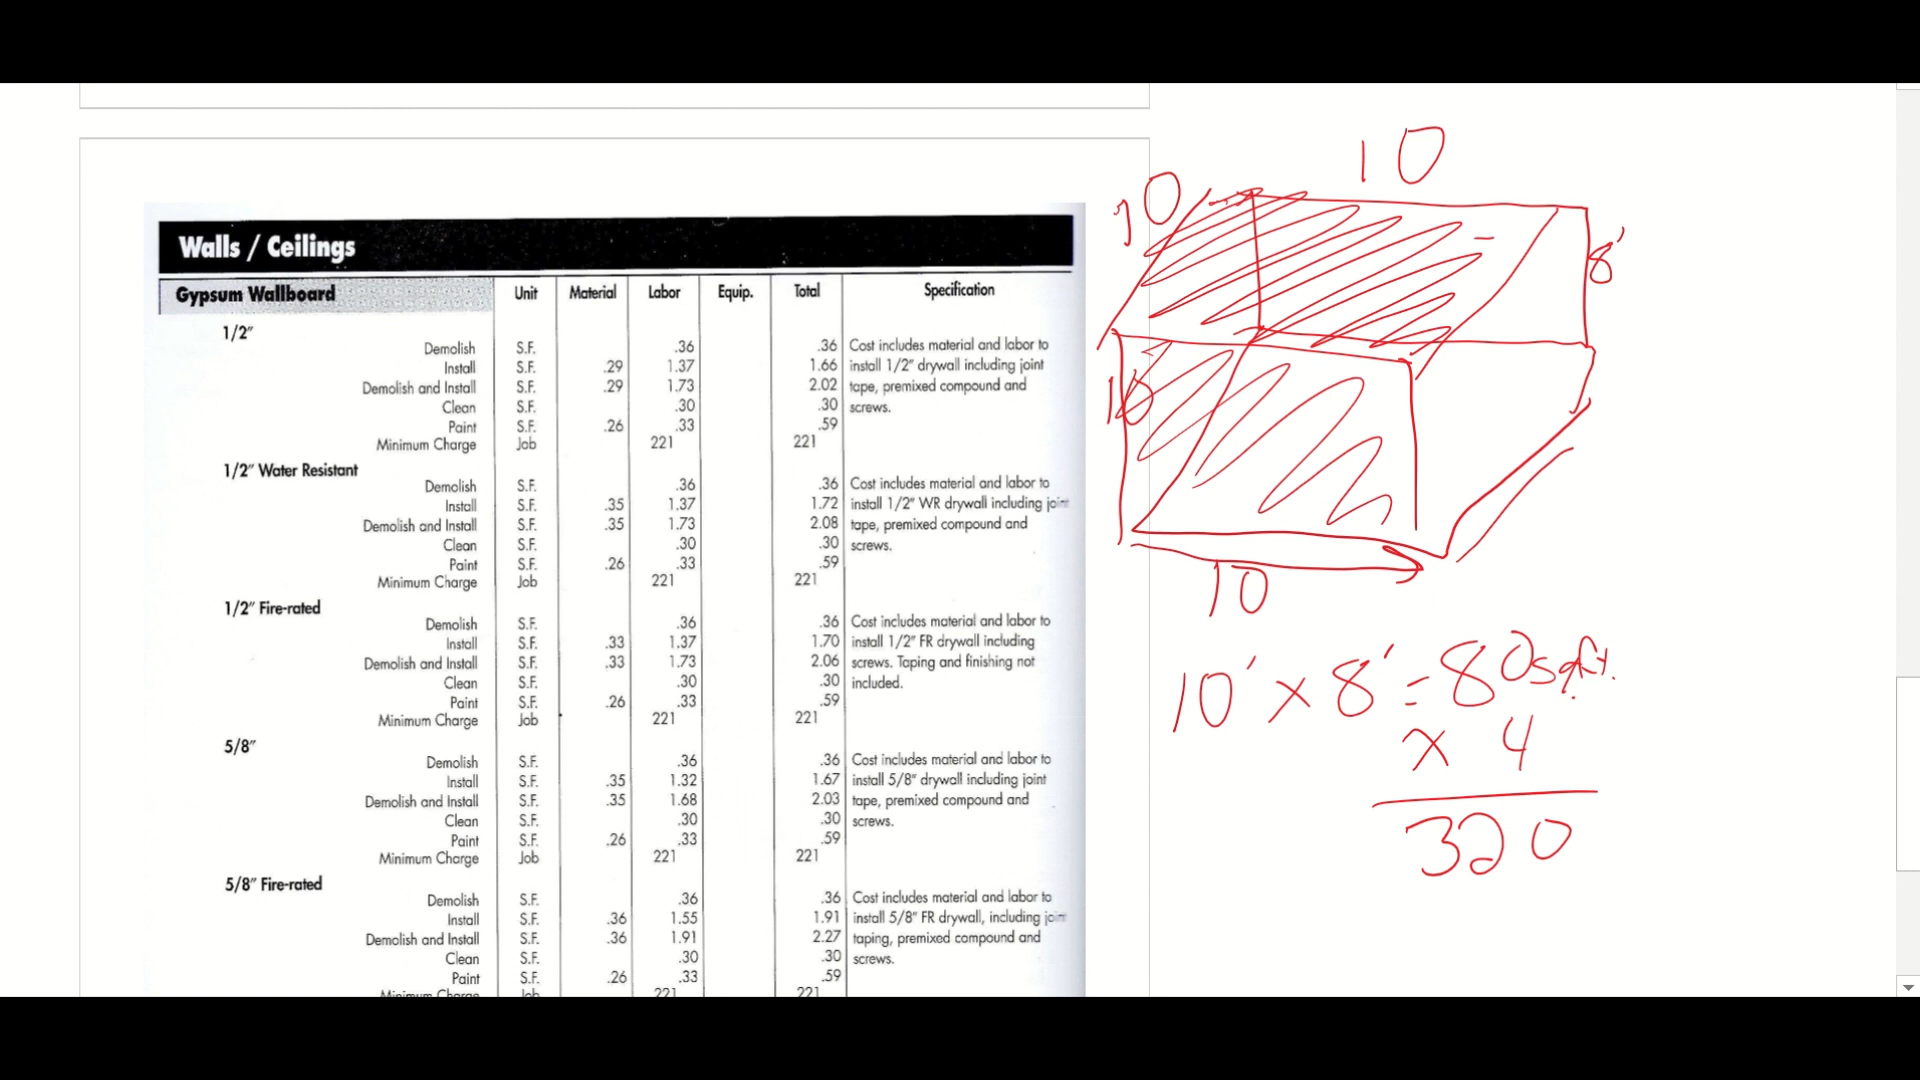 Walls / Ceilings
Gypsum Wallboard Unit Material Labor Equip. Total Specification
1/2"
Demolish S.F. .36 .36 Cost includes material and labor to
Install S.F. .29 1.37 1.66 install 1/2" drywall including joint
Demolish and Install S.F. .29 1.73 2.02 tape, premixed compound and
Clean S.F. .30 .30 screws.
Paint S.F. .26 .33 .59
Minimum Charge Job 221 221
1/2" Water Resistant
Demolish S.F. .36 .36 Cost includes material and labor to
Install S.F. .35 1.37 1.72 install 1/2" WR drywall including joint
Demolish and Install S.F. .35 1.73 2.08 tape, premixed compound and
Clean S.F. .30 .30 screws.
Paint S.F. .26 .33 .59
Minimum Charge Job 221 221
1/2" Fire-rated
Demolish S.F. .36 .36 Cost includes material and labor to
Install S.F. .33 1.37 1.70 install 1/2" FR drywall including
Demolish and Install S.F. .33 1.73 2.06 screws. Taping and finishing not
Clean S.F. .30 .30 included.
Paint S.F. .26 .33 .59
Minimum Charge Job 221 221
5/8"
Demolish S.F. .36 .36 Cost includes material and labor to
Install S.F. .35 1.32 1.67 install 5/8" drywall including joint
Demolish and Install S.F. .35 1.68 2.03 tape, premixed compound and
Clean S.F. .30 .30 screws.
Paint S.F. .26 .33 .59
Minimum Charge Job 221 221
5/8" Fire-rated
Demolish S.F. .36 .36 Cost includes material and labor to
Install S.F. .36 1.55 1.91 install 5/8" FR drywall, including joint
Demolish and Install S.F. .36 1.91 2.27 taping, premixed compound and
Clean S.F. .30 .30 screws.
Paint S.F. .26 .33 .59
Minimum Charge Job 221 221
10
10
8'
10
10
10' x 8' = 80 sqft.
x 4
320